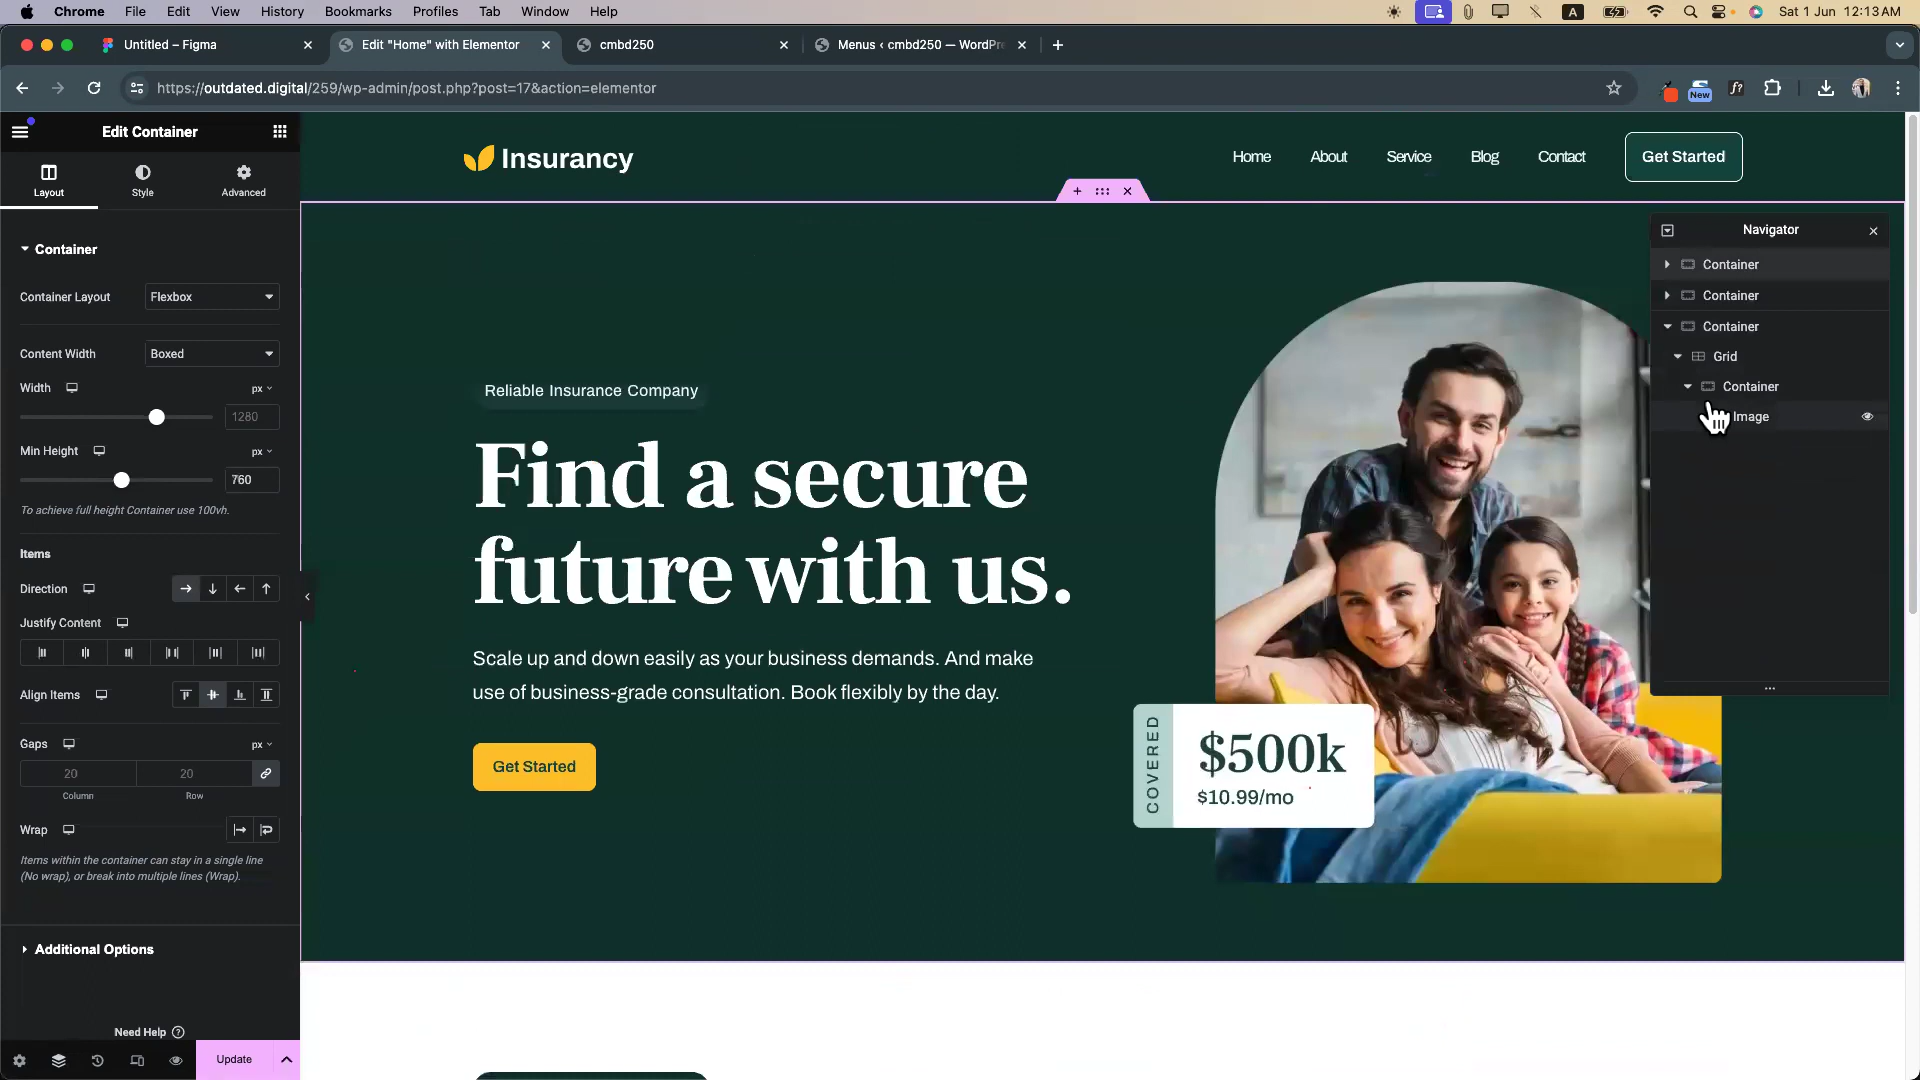 Chrome File Edit View History Bookmarks Profiles Tab Window Help
A
Sat 1 Jun 12:13 AM
Untitled – Figma
Edit "Home" with Elementor
cmbd250
Menus ‹ cmbd250 — WordPr
https://outdated.digital/259/wp-admin/post.php?post=17&action=elementor
f?
New
Edit Container
Layout
Style
Advanced
Container
Container Layout
Flexbox
Content Width
Boxed
Width
px
1280
Min Height
px
760
To achieve full height Container use 100vh.
Items
Direction
Justify Content
Align Items
Gaps
px
20
20
Column
Row
Wrap
Items within the container can stay in a single line
(No wrap), or break into multiple lines (Wrap).
Additional Options
Need Help
Update
Insurancy
Home
About
Service
Blog
Contact
Get Started
Reliable Insurance Company
Find a secure
future with us.
Scale up and down easily as your business demands. And make
use of business-grade consultation. Book flexibly by the day.
Get Started
COVERED
$500k
$10.99/mo
Navigator
Container
Container
Container
Grid
Container
Image